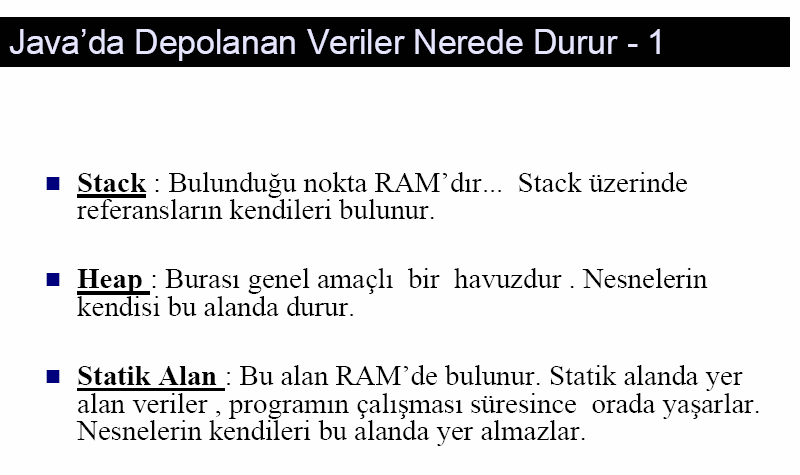 Java’da Depolanan Veriler Nerede Durur - 1
Stack : Bulunduğu nokta RAM’dır... Stack üzerinde
referansların kendileri bulunur.
Heap : Burası genel amaçlı bir havuzdur . Nesnelerin
kendisi bu alanda durur.
Statik Alan : Bu alan RAM’de bulunur. Statik alanda yer
alan veriler , programın çalışması süresince orada yaşarlar.
Nesnelerin kendileri bu alanda yer almazlar.